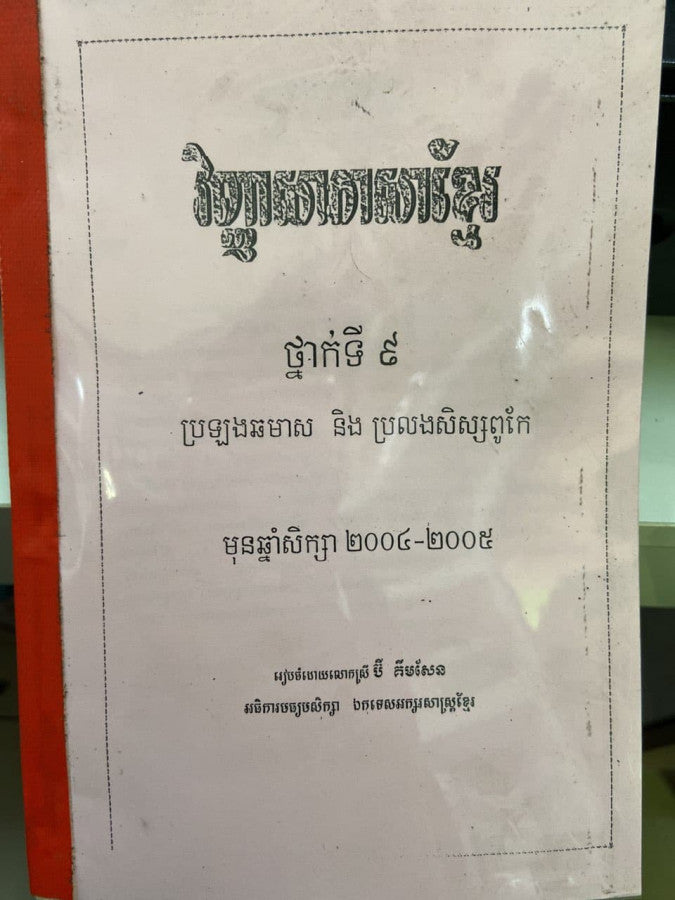 វិញ្ញាសាភាសាខ្មែរ
ថ្នាក់ទី ៩
ប្រឡងឆមាស និង ប្រលងសិស្សពូកែ
មុនឆ្នាំសិក្សា ២០០៤-២០០៥
រៀបចំដោយលោកស្រី ប៊ី គឹមសែន
អធិការមធ្យមសិក្សា ឯកទេសអក្សរសាស្ត្រខ្មែរ